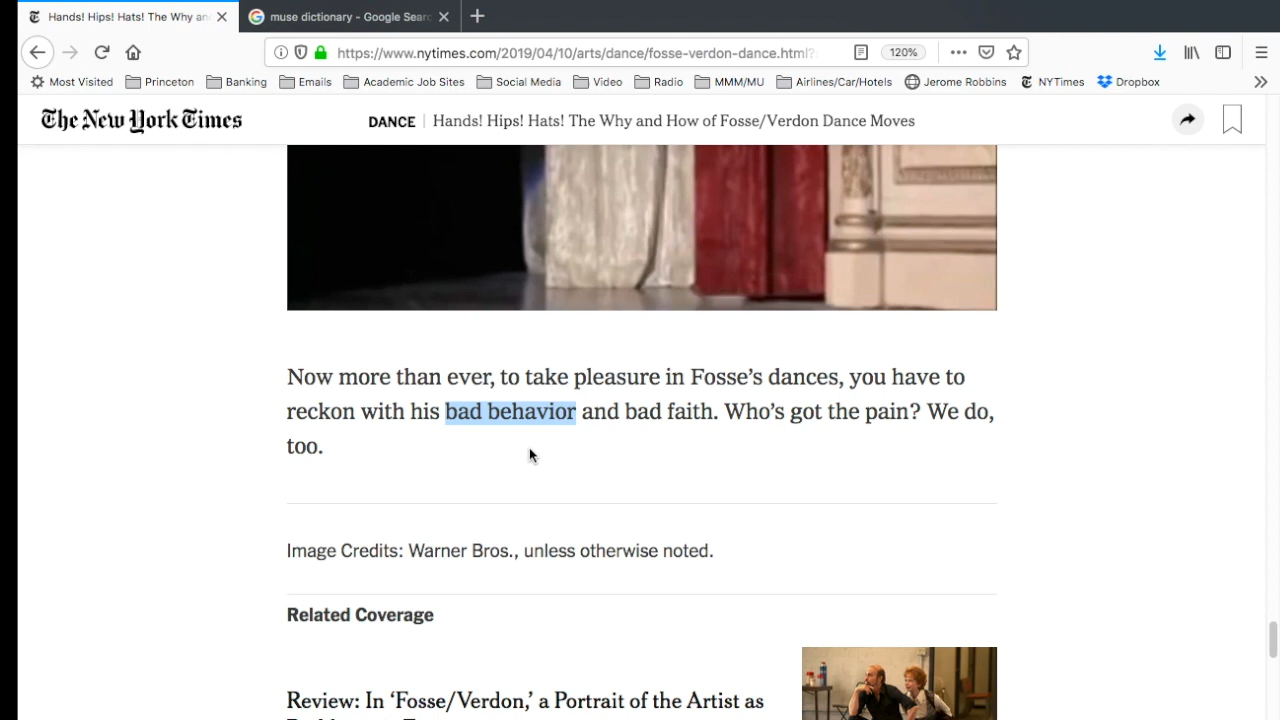 Hands! Hips! Hats! The Why an
muse dictionary - Google Sear
https://www.nytimes.com/2019/04/10/arts/dance/fosse-verdon-dance.html?
120%
Most Visited Princeton Banking Emails Academic Job Sites Social Media Video Radio MMM/MU Airlines/Car/Hotels Jerome Robbins NYTimes Dropbox
The New York Times
DANCE | Hands! Hips! Hats! The Why and How of Fosse/Verdon Dance Moves
Now more than ever, to take pleasure in Fosse’s dances, you have to
reckon with his bad behavior and bad faith. Who’s got the pain? We do,
too.
Image Credits: Warner Bros., unless otherwise noted.
Related Coverage
Review: In ‘Fosse/Verdon,’ a Portrait of the Artist as